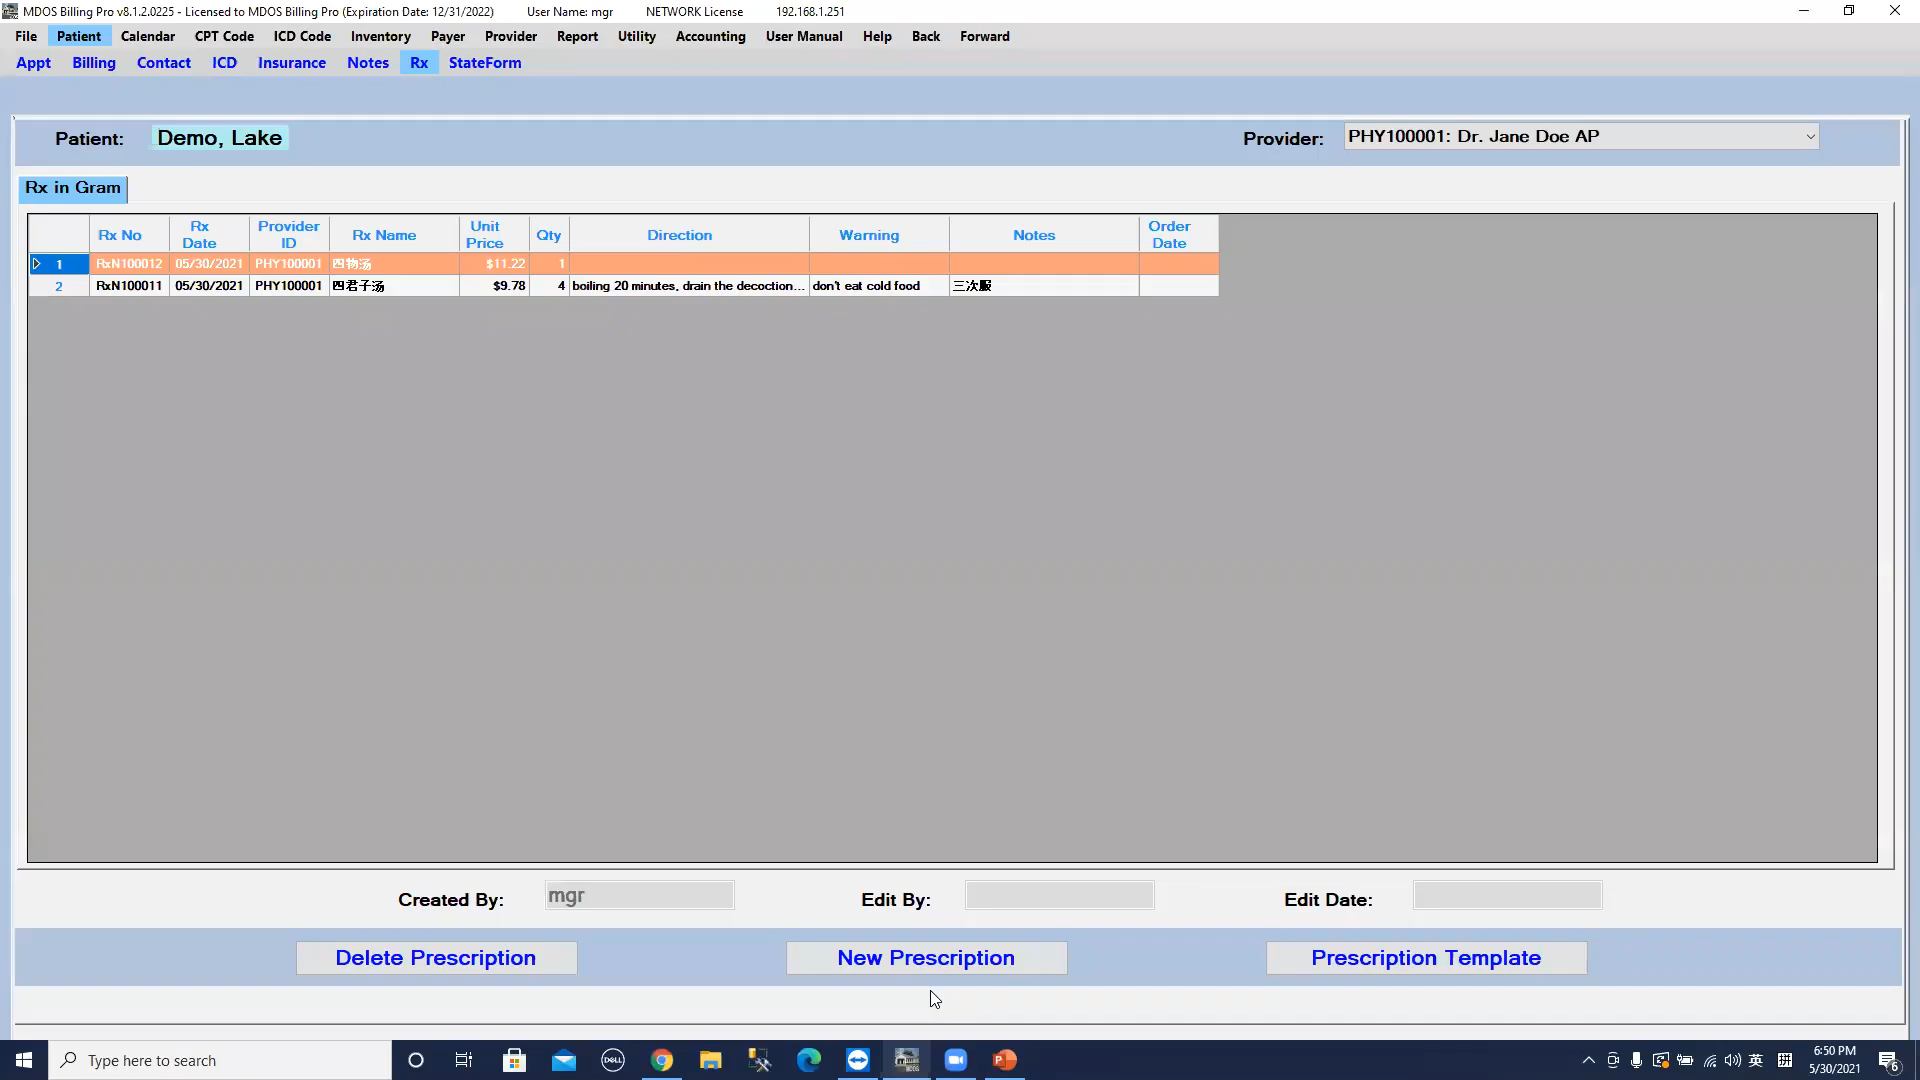 MDOS Billing Pro v8.1.2.0225 - Licensed to MDOS Billing Pro (Expiration Date: 12/31/2022) User Name: mgr NETWORK License 192.168.1.251
File Patient Calendar CPT Code ICD Code Inventory Payer Provider Report Utility Accounting User Manual Help Back Forward
Appt Billing Contact ICD Insurance Notes Rx StateForm
Patient: Demo, Lake Provider: PHY100001: Dr. Jane Doe AP
Rx in Gram
Rx No Rx Date Provider ID Rx Name Unit Price Qty Direction Warning Notes Order Date
1 RxN100012 05/30/2021 PHY100001 四物汤 $11.22 1
2 RxN100011 05/30/2021 PHY100001 四君子汤 $9.78 4 boiling 20 minutes, drain the decoction... don't eat cold food 三次服
Created By: mgr Edit By: Edit Date:
Delete Prescription New Prescription Prescription Template
Type here to search
DELL
MDOS
P
英
拼
6:50 PM
5/30/2021
6